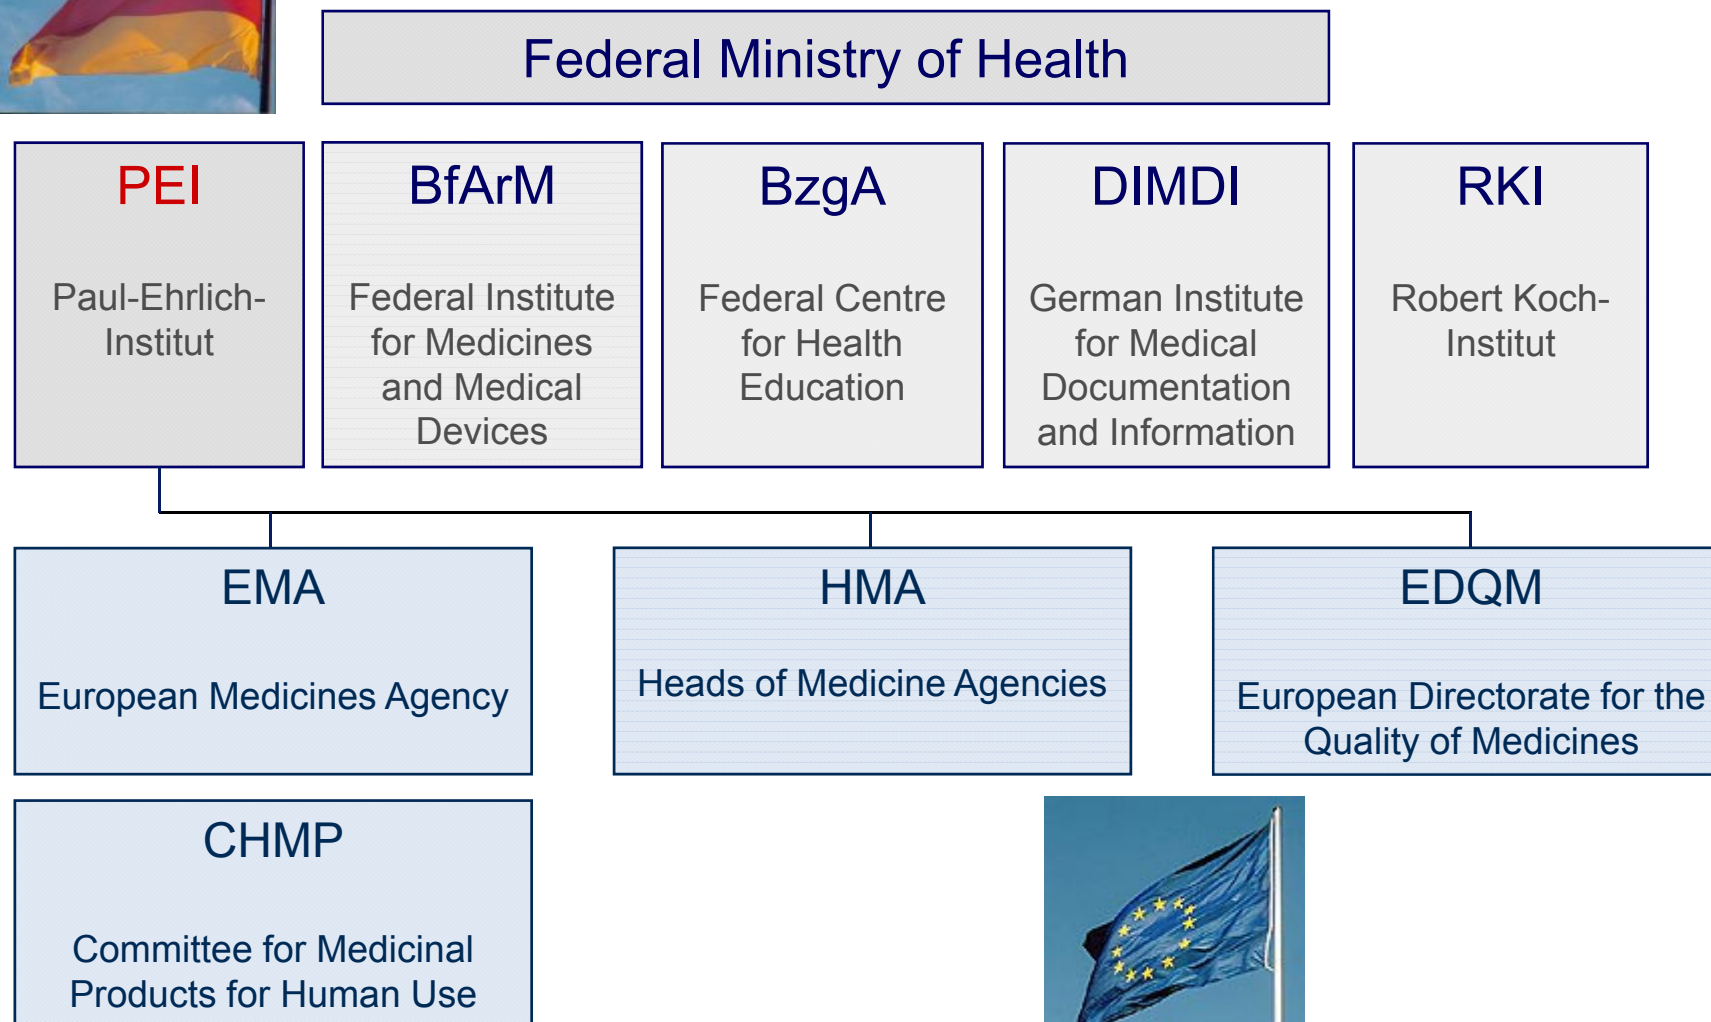 Federal Ministry of Health
PEI
Paul-Ehrlich-
Institut
BfArM
Federal Institute
for Medicines
and Medical
Devices
BzgA
Federal Centre
for Health
Education
DIMDI
German Institute
for Medical
Documentation
and Information
RKI
Robert Koch-
Institut
EMA
European Medicines Agency
HMA
Heads of Medicine Agencies
EDQM
European Directorate for the
Quality of Medicines
CHMP
Committee for Medicinal
Products for Human Use